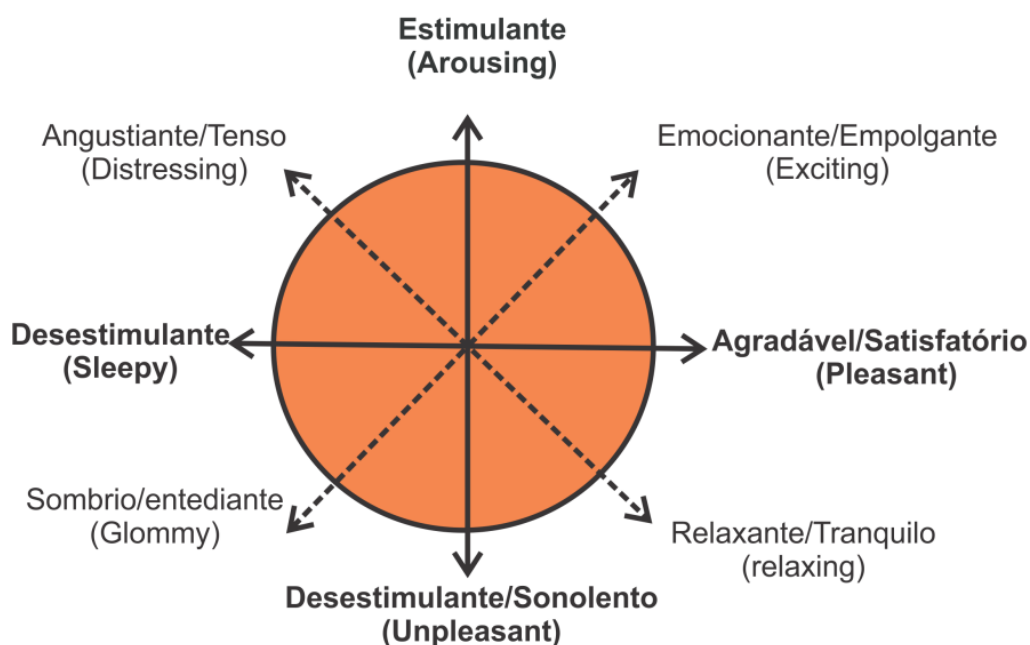 Estimulante
(Arousing)
Angustiante/Tenso
(Distressing)
Emocionante/Empolgante
(Exciting)
Desestimulante
(Sleepy)
Agradável/Satisfatório
(Pleasant)
Sombrio/entediante
(Glommy)
Relaxante/Tranquilo
(relaxing)
Desestimulante/Sonolento
(Unpleasant)